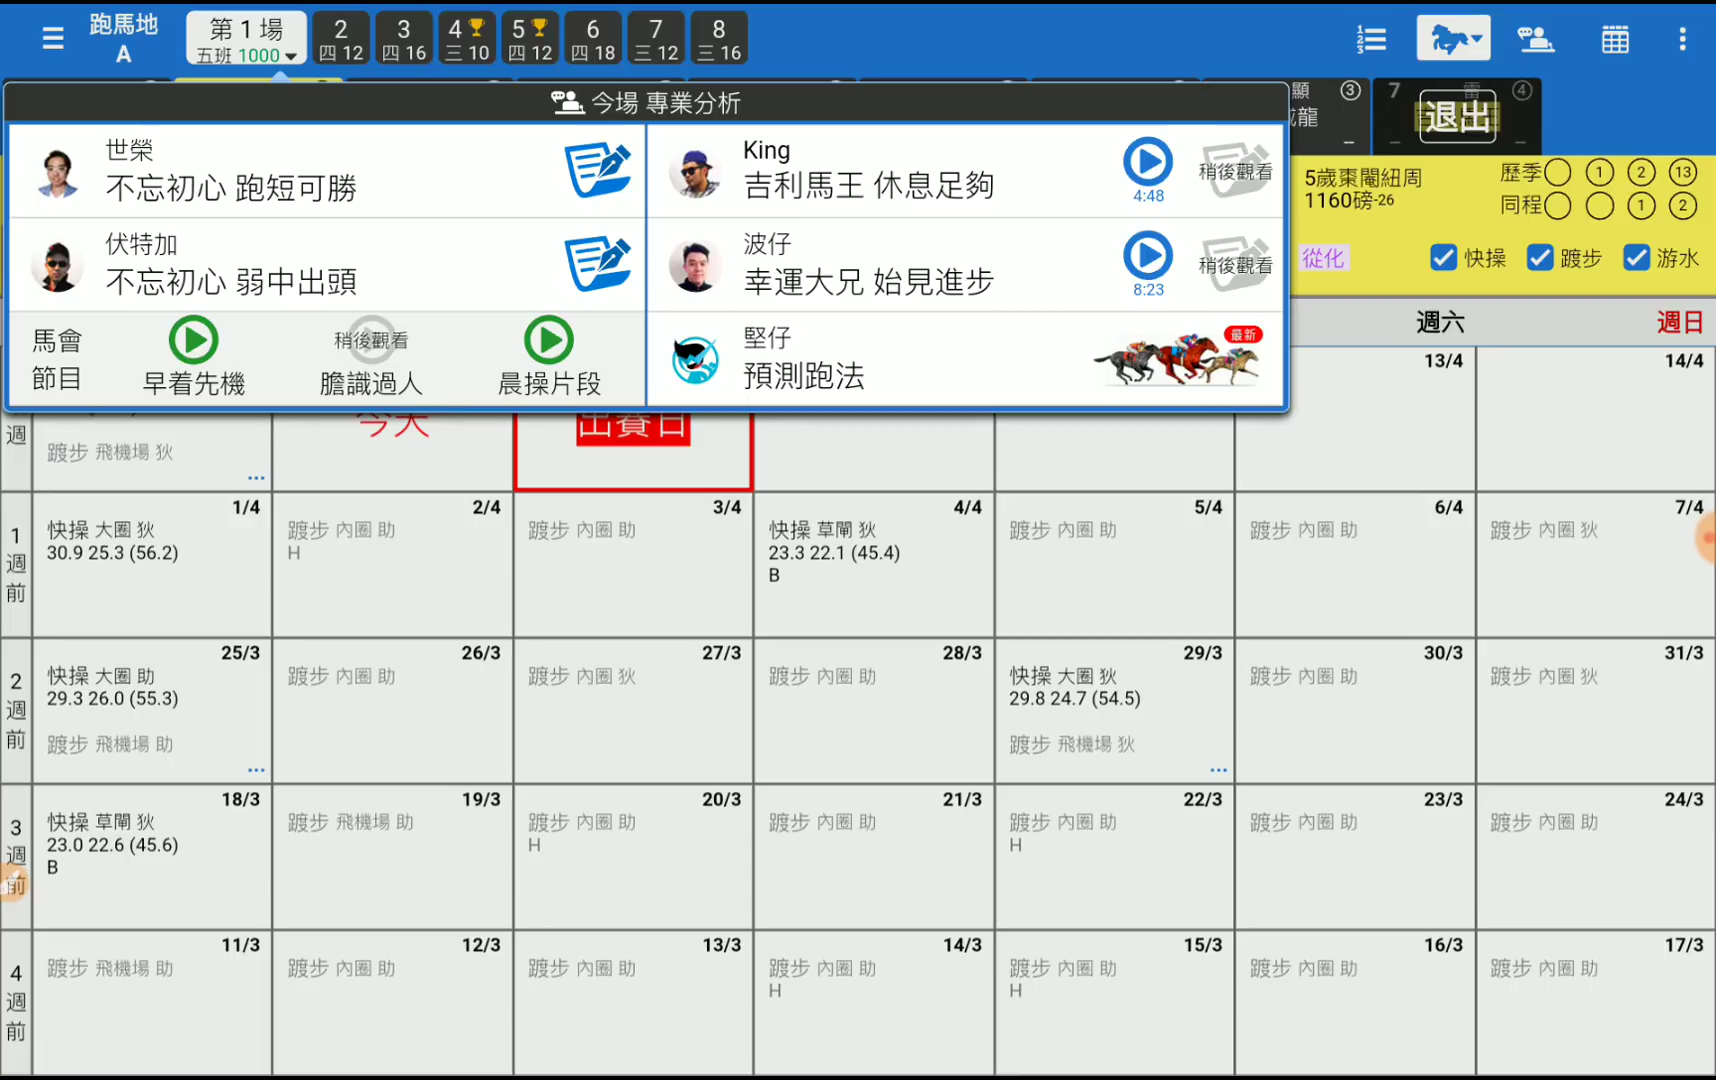 跑馬地
A
第 1 場
五班 1000
2
四 12
3
四 16
4
三 10
5
四 12
6
四 18
7
三 12
8
三 16
今場 專業分析
世榮
不忘初心 跑短可勝
King
吉利馬王 休息足夠
4:48
稍後觀看
伏特加
不忘初心 弱中出頭
波仔
幸運大兄 始見進步
8:23
稍後觀看
馬會
節目
早着先機
稍後觀看
膽識過人
晨操片段
堅仔
預測跑法
最新
顯
③
龍
7
④
退出
5歲棗閹紐周
1160磅-26
歷季 1 2 13
同程 1 2
從化
快操
踱步
游水
週六
週日
13/4
14/4
週
踱步 飛機場 狄
...
今天
出賽日
1
週
前
1/4
快操 大圈 狄
30.9 25.3 (56.2)
2/4
踱步 內圈 助
H
3/4
踱步 內圈 助
4/4
快操 草閘 狄
23.3 22.1 (45.4)
B
5/4
踱步 內圈 助
6/4
踱步 內圈 助
7/4
踱步 內圈 狄
2
週
前
25/3
快操 大圈 助
29.3 26.0 (55.3)
踱步 飛機場 助
...
26/3
踱步 內圈 助
27/3
踱步 內圈 狄
28/3
踱步 內圈 助
29/3
快操 大圈 狄
29.8 24.7 (54.5)
踱步 飛機場 狄
...
30/3
踱步 內圈 助
31/3
踱步 內圈 狄
3
週
前
18/3
快操 草閘 狄
23.0 22.6 (45.6)
B
19/3
踱步 飛機場 助
20/3
踱步 內圈 助
H
21/3
踱步 內圈 助
22/3
踱步 內圈 助
H
23/3
踱步 內圈 助
24/3
踱步 內圈 助
4
週
前
11/3
踱步 飛機場 助
12/3
踱步 內圈 助
13/3
踱步 內圈 助
14/3
踱步 內圈 助
H
15/3
踱步 內圈 助
H
16/3
踱步 內圈 助
17/3
踱步 內圈 助